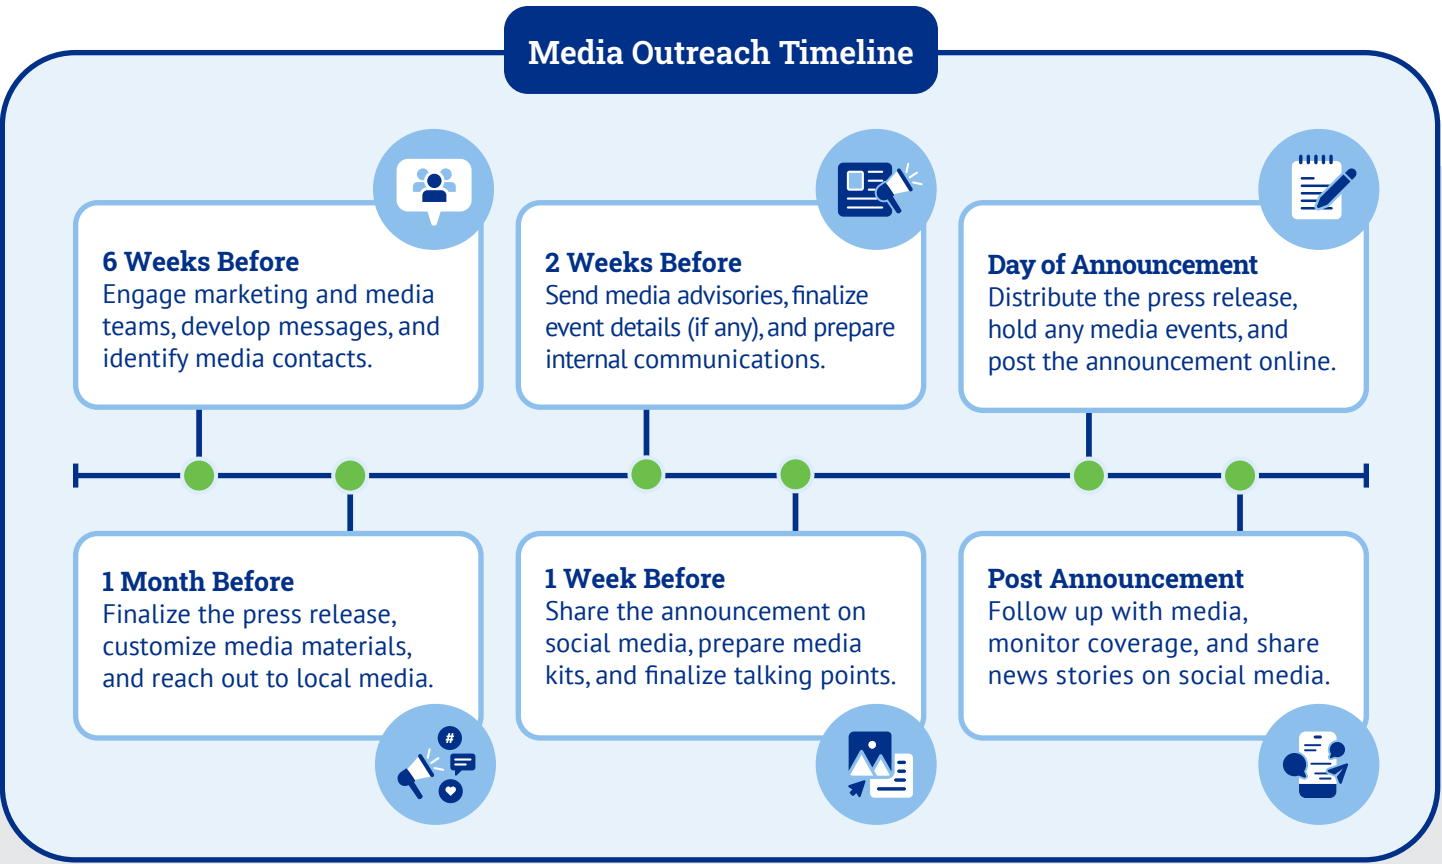 Media Outreach Timeline
6 Weeks Before
Engage marketing and media
teams, develop messages, and
identify media contacts.
2 Weeks Before
Send media advisories, finalize
event details (if any), and prepare
internal communications.
Day of Announcement
Distribute the press release,
hold any media events, and
post the announcement online.
1 Month Before
Finalize the press release,
customize media materials,
and reach out to local media.
#
1 Week Before
Share the announcement on
social media, prepare media
kits, and finalize talking points.
Post Announcement
Follow up with media,
monitor coverage, and share
news stories on social media.